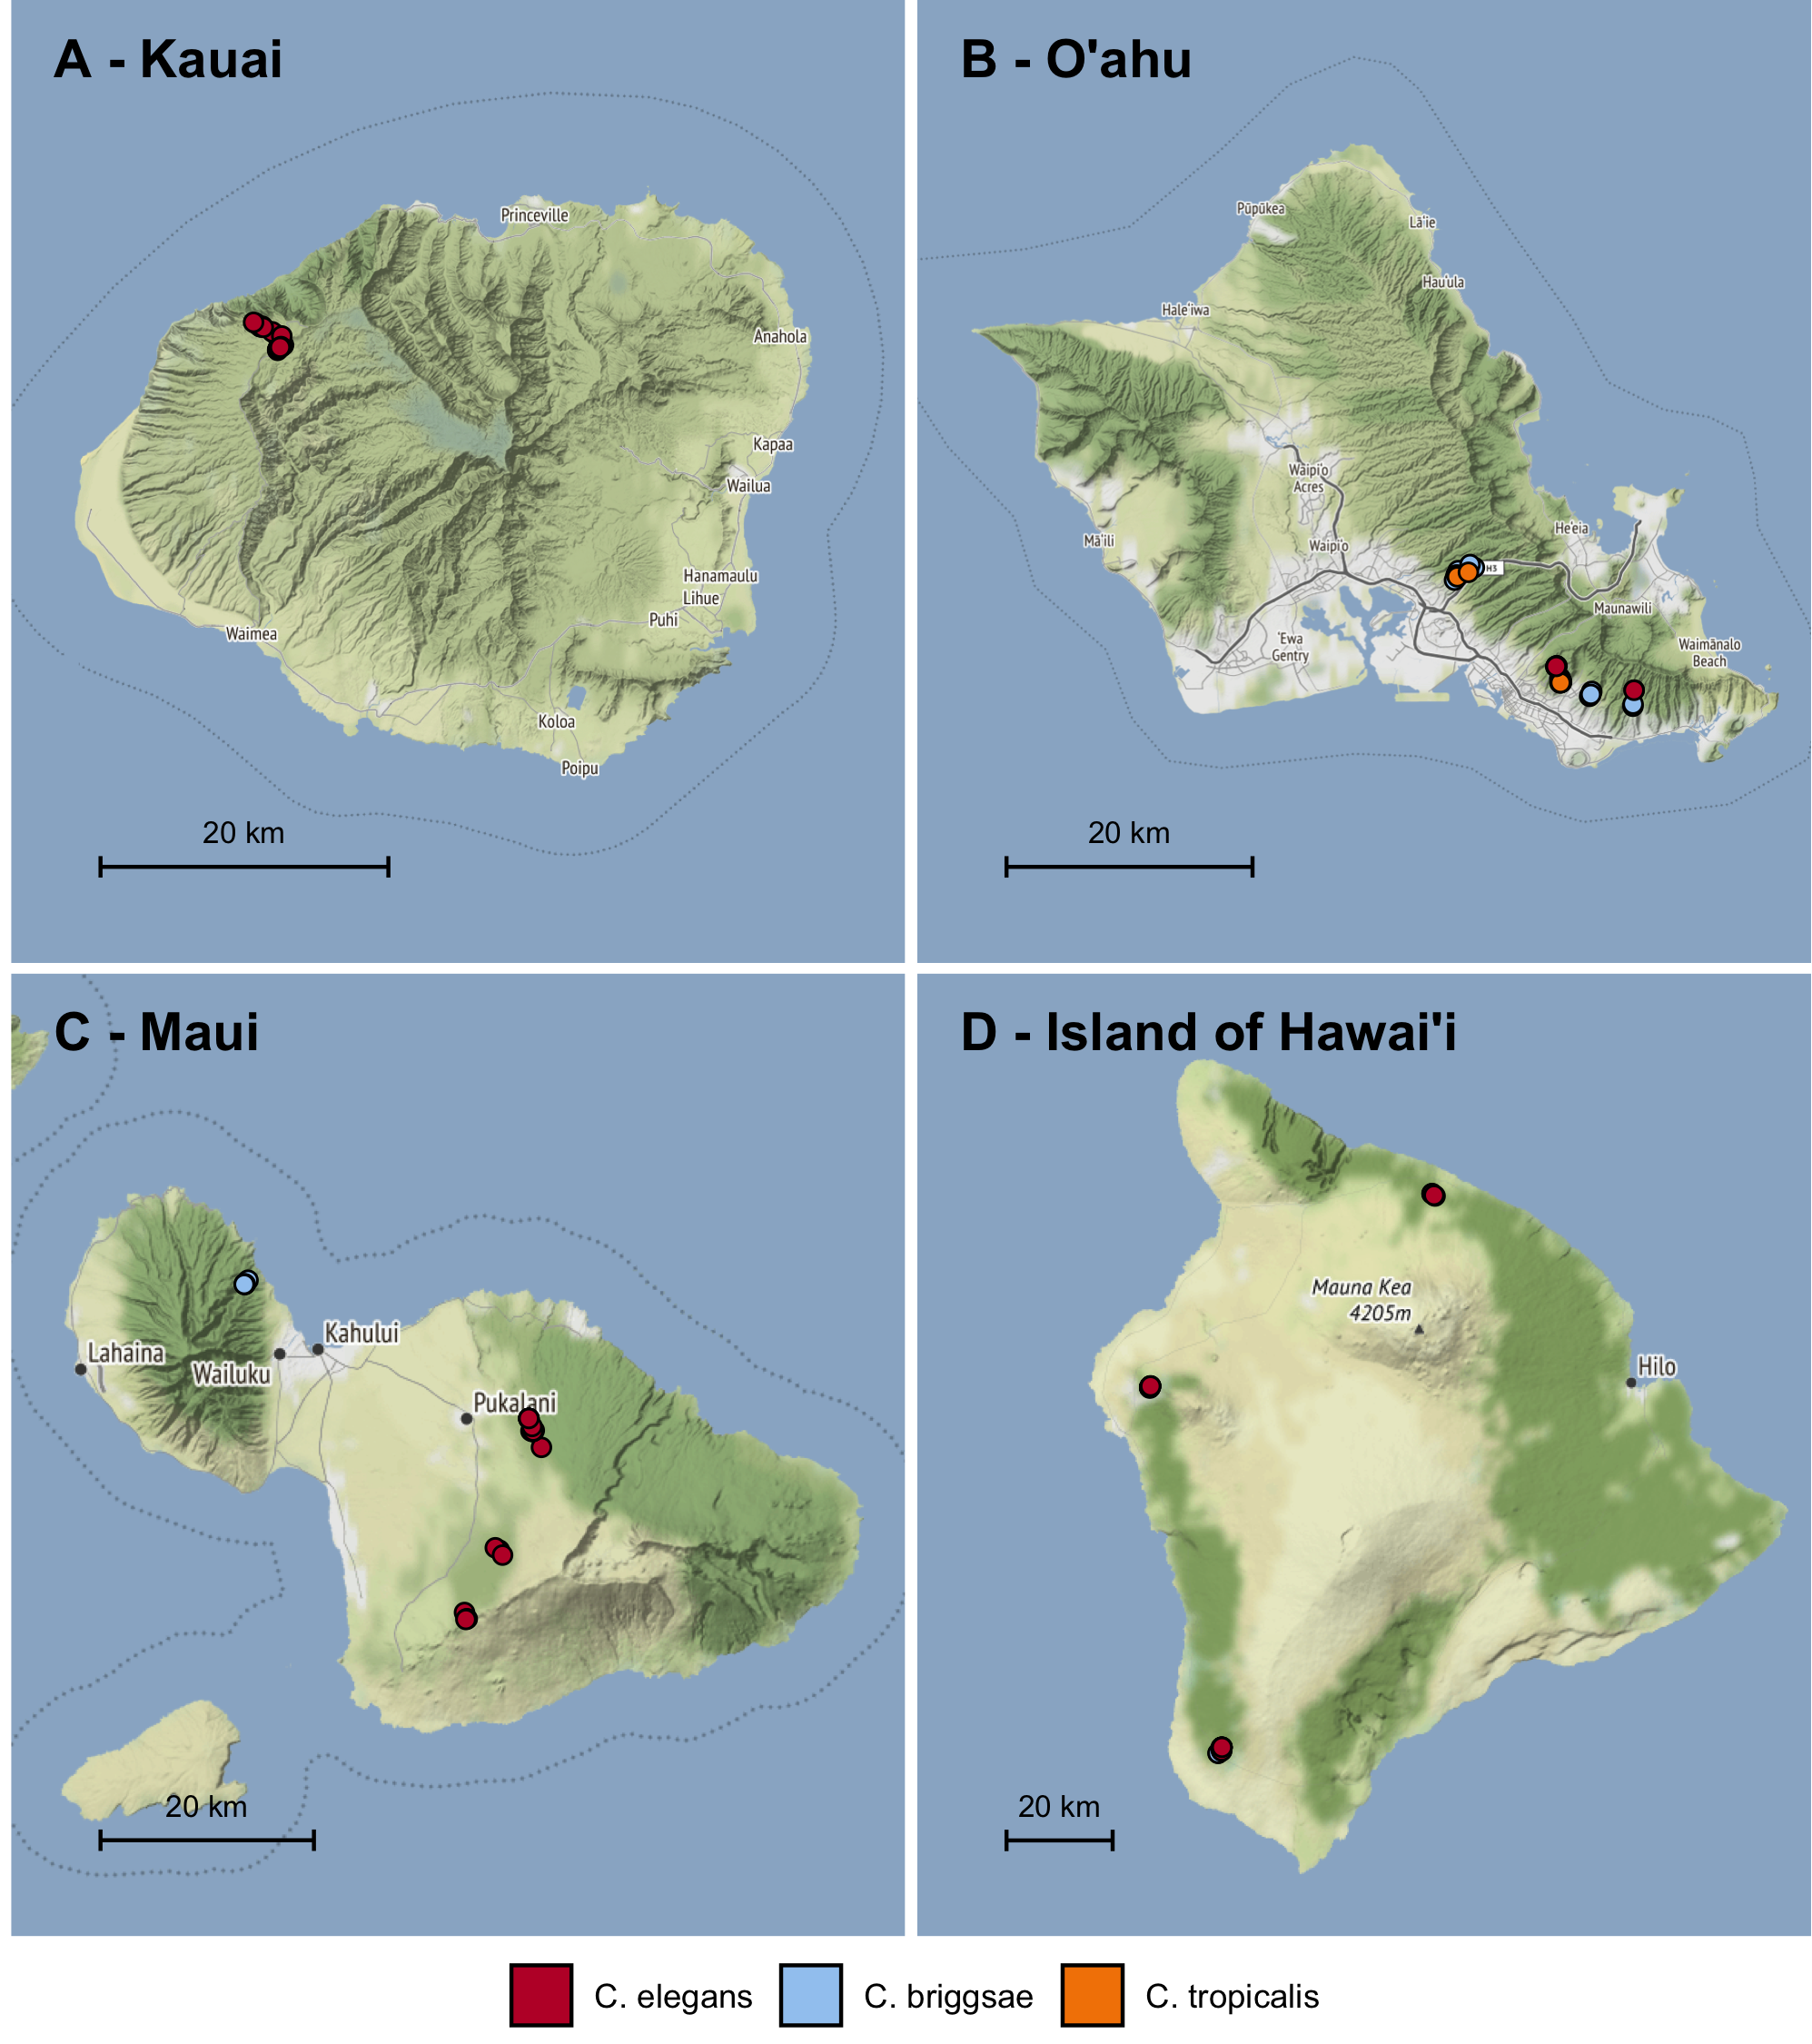 A - Kauai
Princeville
Anahola
Kapaa
Wailua
Hanamaulu
Lihue
Puhi
Waimea
Koloa
Poipu
20 km
B - O'ahu
Pūpūkea
Lā'ie
Hau'ula
Hale'iwa
Waipi'o
Acres
He'eia
Mā'ili
Waipi'o
H3
Maunawili
'Ewa
Gentry
Waimānalo
Beach
20 km
C - Maui
Kahului
Lahaina
Wailuku
Pukalani
20 km
D - Island of Hawai'i
Mauna Kea
4205m
Hilo
20 km
C. elegans
C. briggsae
C. tropicalis